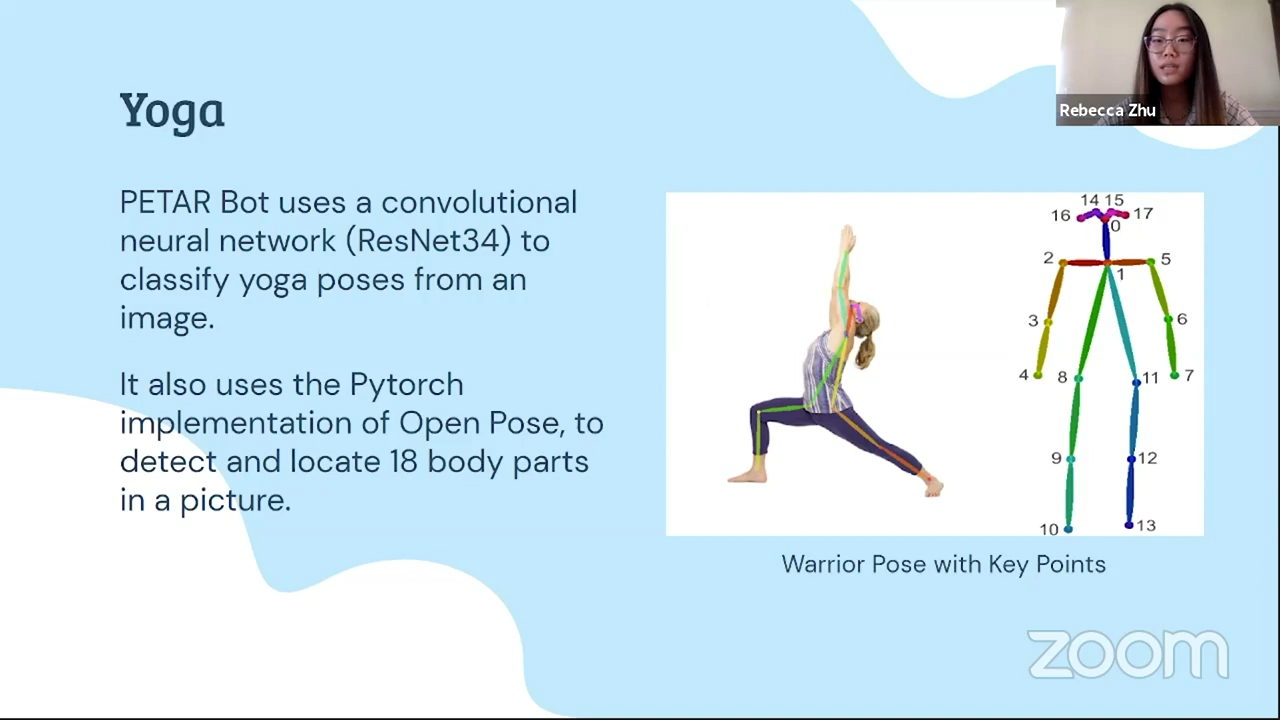 Yoga
Rebecca Zhu
PETAR Bot uses a convolutional
neural network (ResNet34) to
classify yoga poses from an
image.
It also uses the Pytorch
implementation of Open Pose, to
detect and locate 18 body parts
in a picture.
14 15
16 17
0
2 5
1
3 6
4 7
8 11
9 12
10 13
Warrior Pose with Key Points
zoom